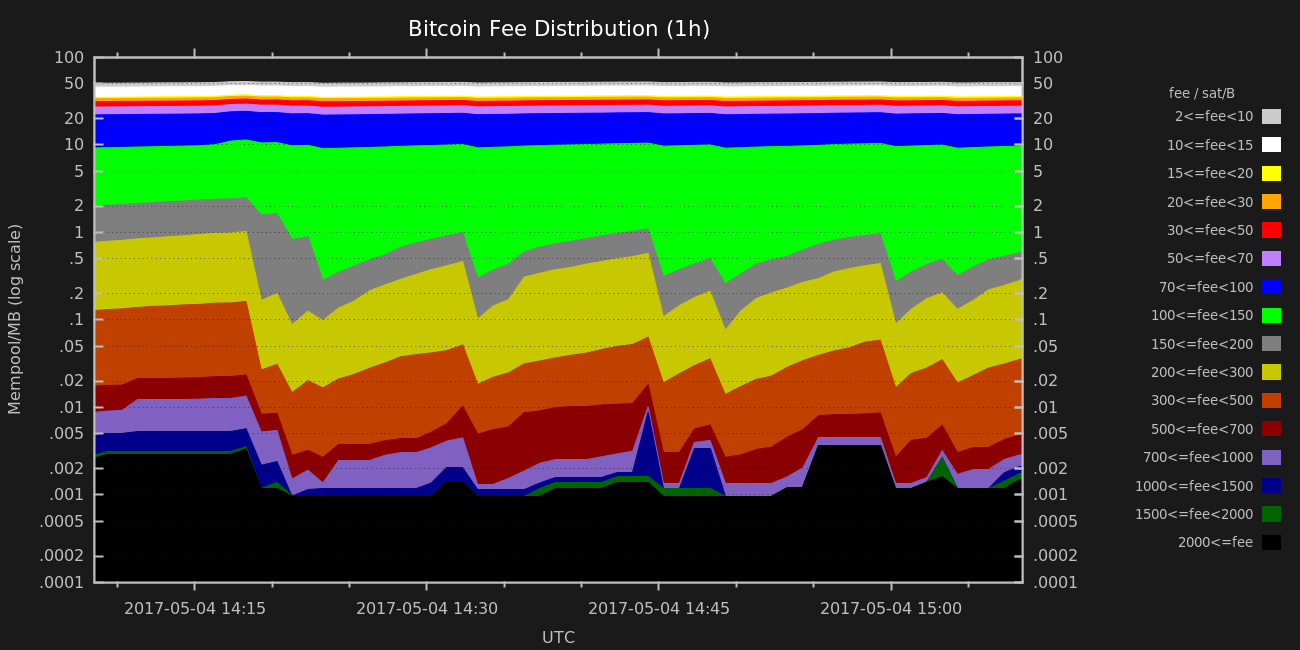 Bitcoin Fee Distribution (1h)
Mempool/MB (log scale)
100
50
20
10
5
2
1
.5
.2
.1
.05
.02
.01
.005
.002
.001
.0005
.0002
.0001
100
50
20
10
5
2
1
.5
.2
.1
.05
.02
.01
.005
.002
.001
.0005
.0002
.0001
fee / sat/B
2<=fee<10
10<=fee<15
15<=fee<20
20<=fee<30
30<=fee<50
50<=fee<70
70<=fee<100
100<=fee<150
150<=fee<200
200<=fee<300
300<=fee<500
500<=fee<700
700<=fee<1000
1000<=fee<1500
1500<=fee<2000
2000<=fee
2017-05-04 14:15 2017-05-04 14:30 2017-05-04 14:45 2017-05-04 15:00
UTC